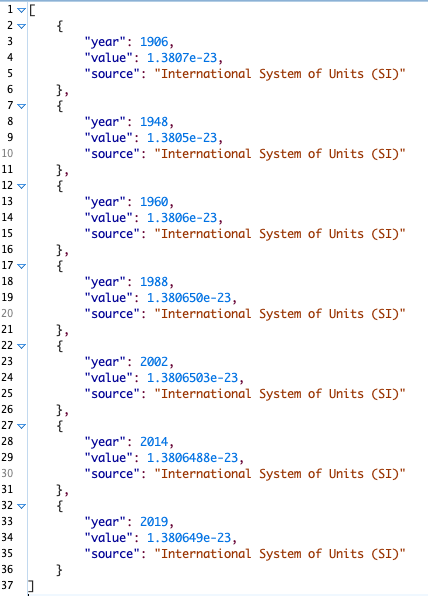 1 [
2 {
3 "year": 1906,
4 "value": 1.3807e-23,
5 "source": "International System of Units (SI)"
6 },
7 {
8 "year": 1948,
9 "value": 1.3805e-23,
10 "source": "International System of Units (SI)"
11 },
12 {
13 "year": 1960,
14 "value": 1.3806e-23,
15 "source": "International System of Units (SI)"
16 },
17 {
18 "year": 1988,
19 "value": 1.380650e-23,
20 "source": "International System of Units (SI)"
21 },
22 {
23 "year": 2002,
24 "value": 1.3806503e-23,
25 "source": "International System of Units (SI)"
26 },
27 {
28 "year": 2014,
29 "value": 1.3806488e-23,
30 "source": "International System of Units (SI)"
31 },
32 {
33 "year": 2019,
34 "value": 1.380649e-23,
35 "source": "International System of Units (SI)"
36 }
37 ]